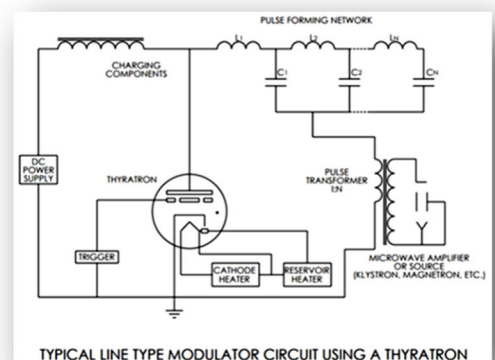 PULSE FORMING NETWORK
L1
L2
LN
CHARGING
COMPONENTS
C1
C2
CN
DC
POWER
SUPPLY
THYRATRON
PULSE
TRANSFORMER
1:N
TRIGGER
CATHODE
HEATER
RESERVOIR
HEATER
MICROWAVE AMPLIFIER
OR SOURCE
(KLYSTRON, MAGNETRON, ETC.)
TYPICAL LINE TYPE MODULATOR CIRCUIT USING A THYRATRON